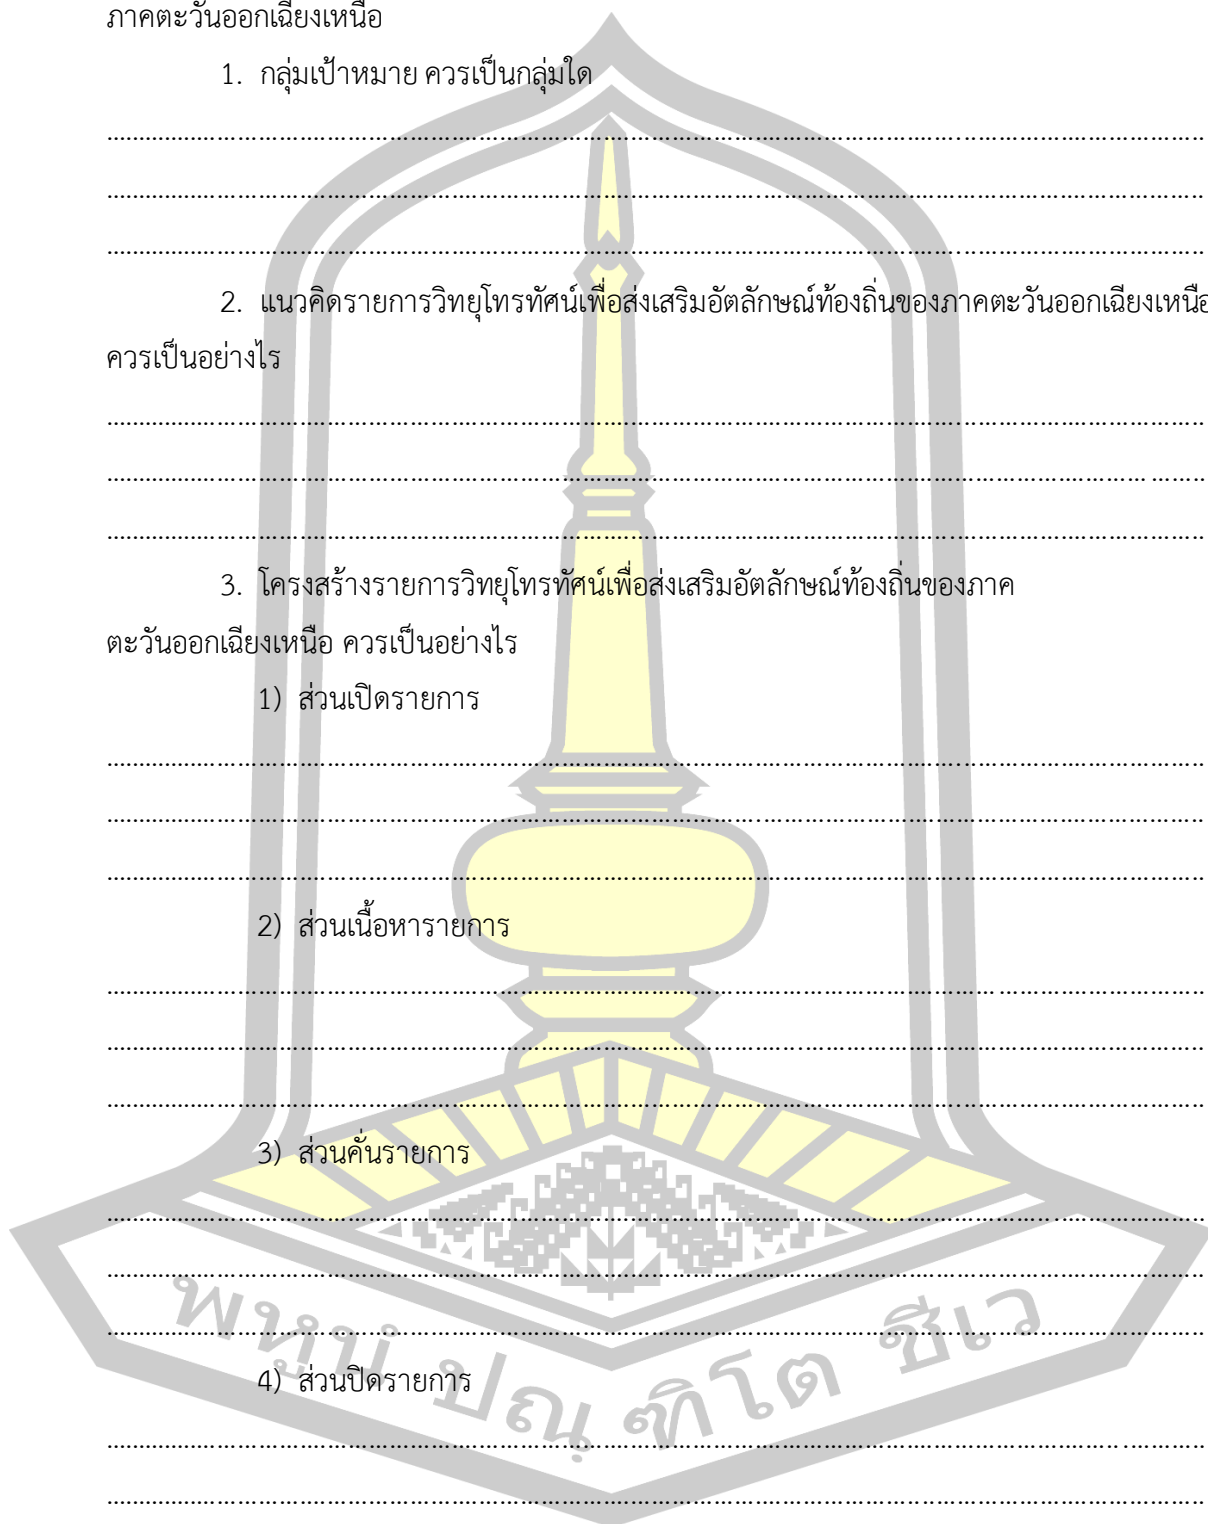 ภาคตะวันออกเฉียงเหนือ
1. กลุ่มเป้าหมาย ควรเป็นกลุ่มใด
2. แนวคิดรายการวิทยุโทรทัศน์เพื่อส่งเสริมอัตลักษณ์ท้องถิ่นของภาคตะวันออกเฉียงเหนือ
ควรเป็นอย่างไร
3. โครงสร้างรายการวิทยุโทรทัศน์เพื่อส่งเสริมอัตลักษณ์ท้องถิ่นของภาค
ตะวันออกเฉียงเหนือ ควรเป็นอย่างไร
1) ส่วนเปิดรายการ
2) ส่วนเนื้อหารายการ
3) ส่วนคั่นรายการ
4) ส่วนปิดรายการ
พหูนํ ปณฺฑิโต ชีเว